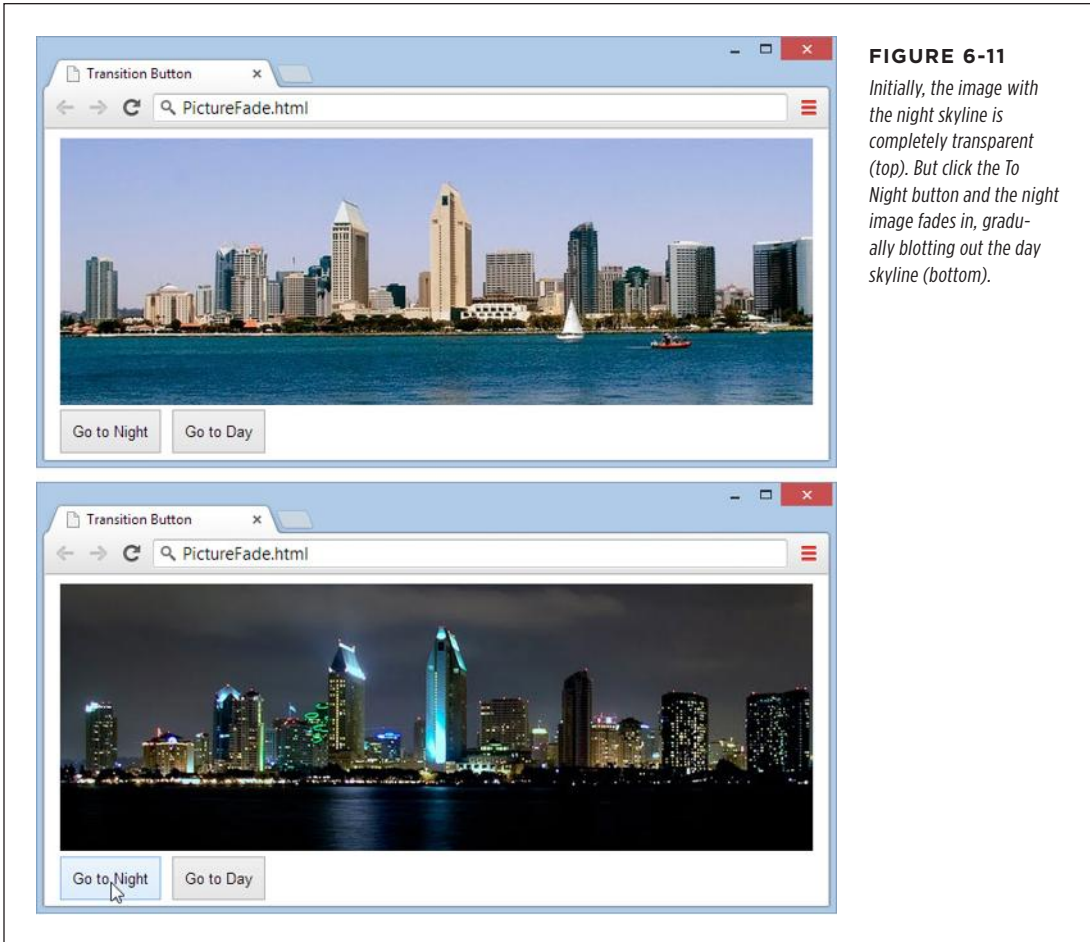 Transition Button
PictureFade.html
Go to Night Go to Day
Transition Button
PictureFade.html
Go to Night Go to Day
FIGURE 6-11
Initially, the image with
the night skyline is
completely transparent
(top). But click the To
Night button and the night
image fades in, gradu-
ally blotting out the day
skyline (bottom).